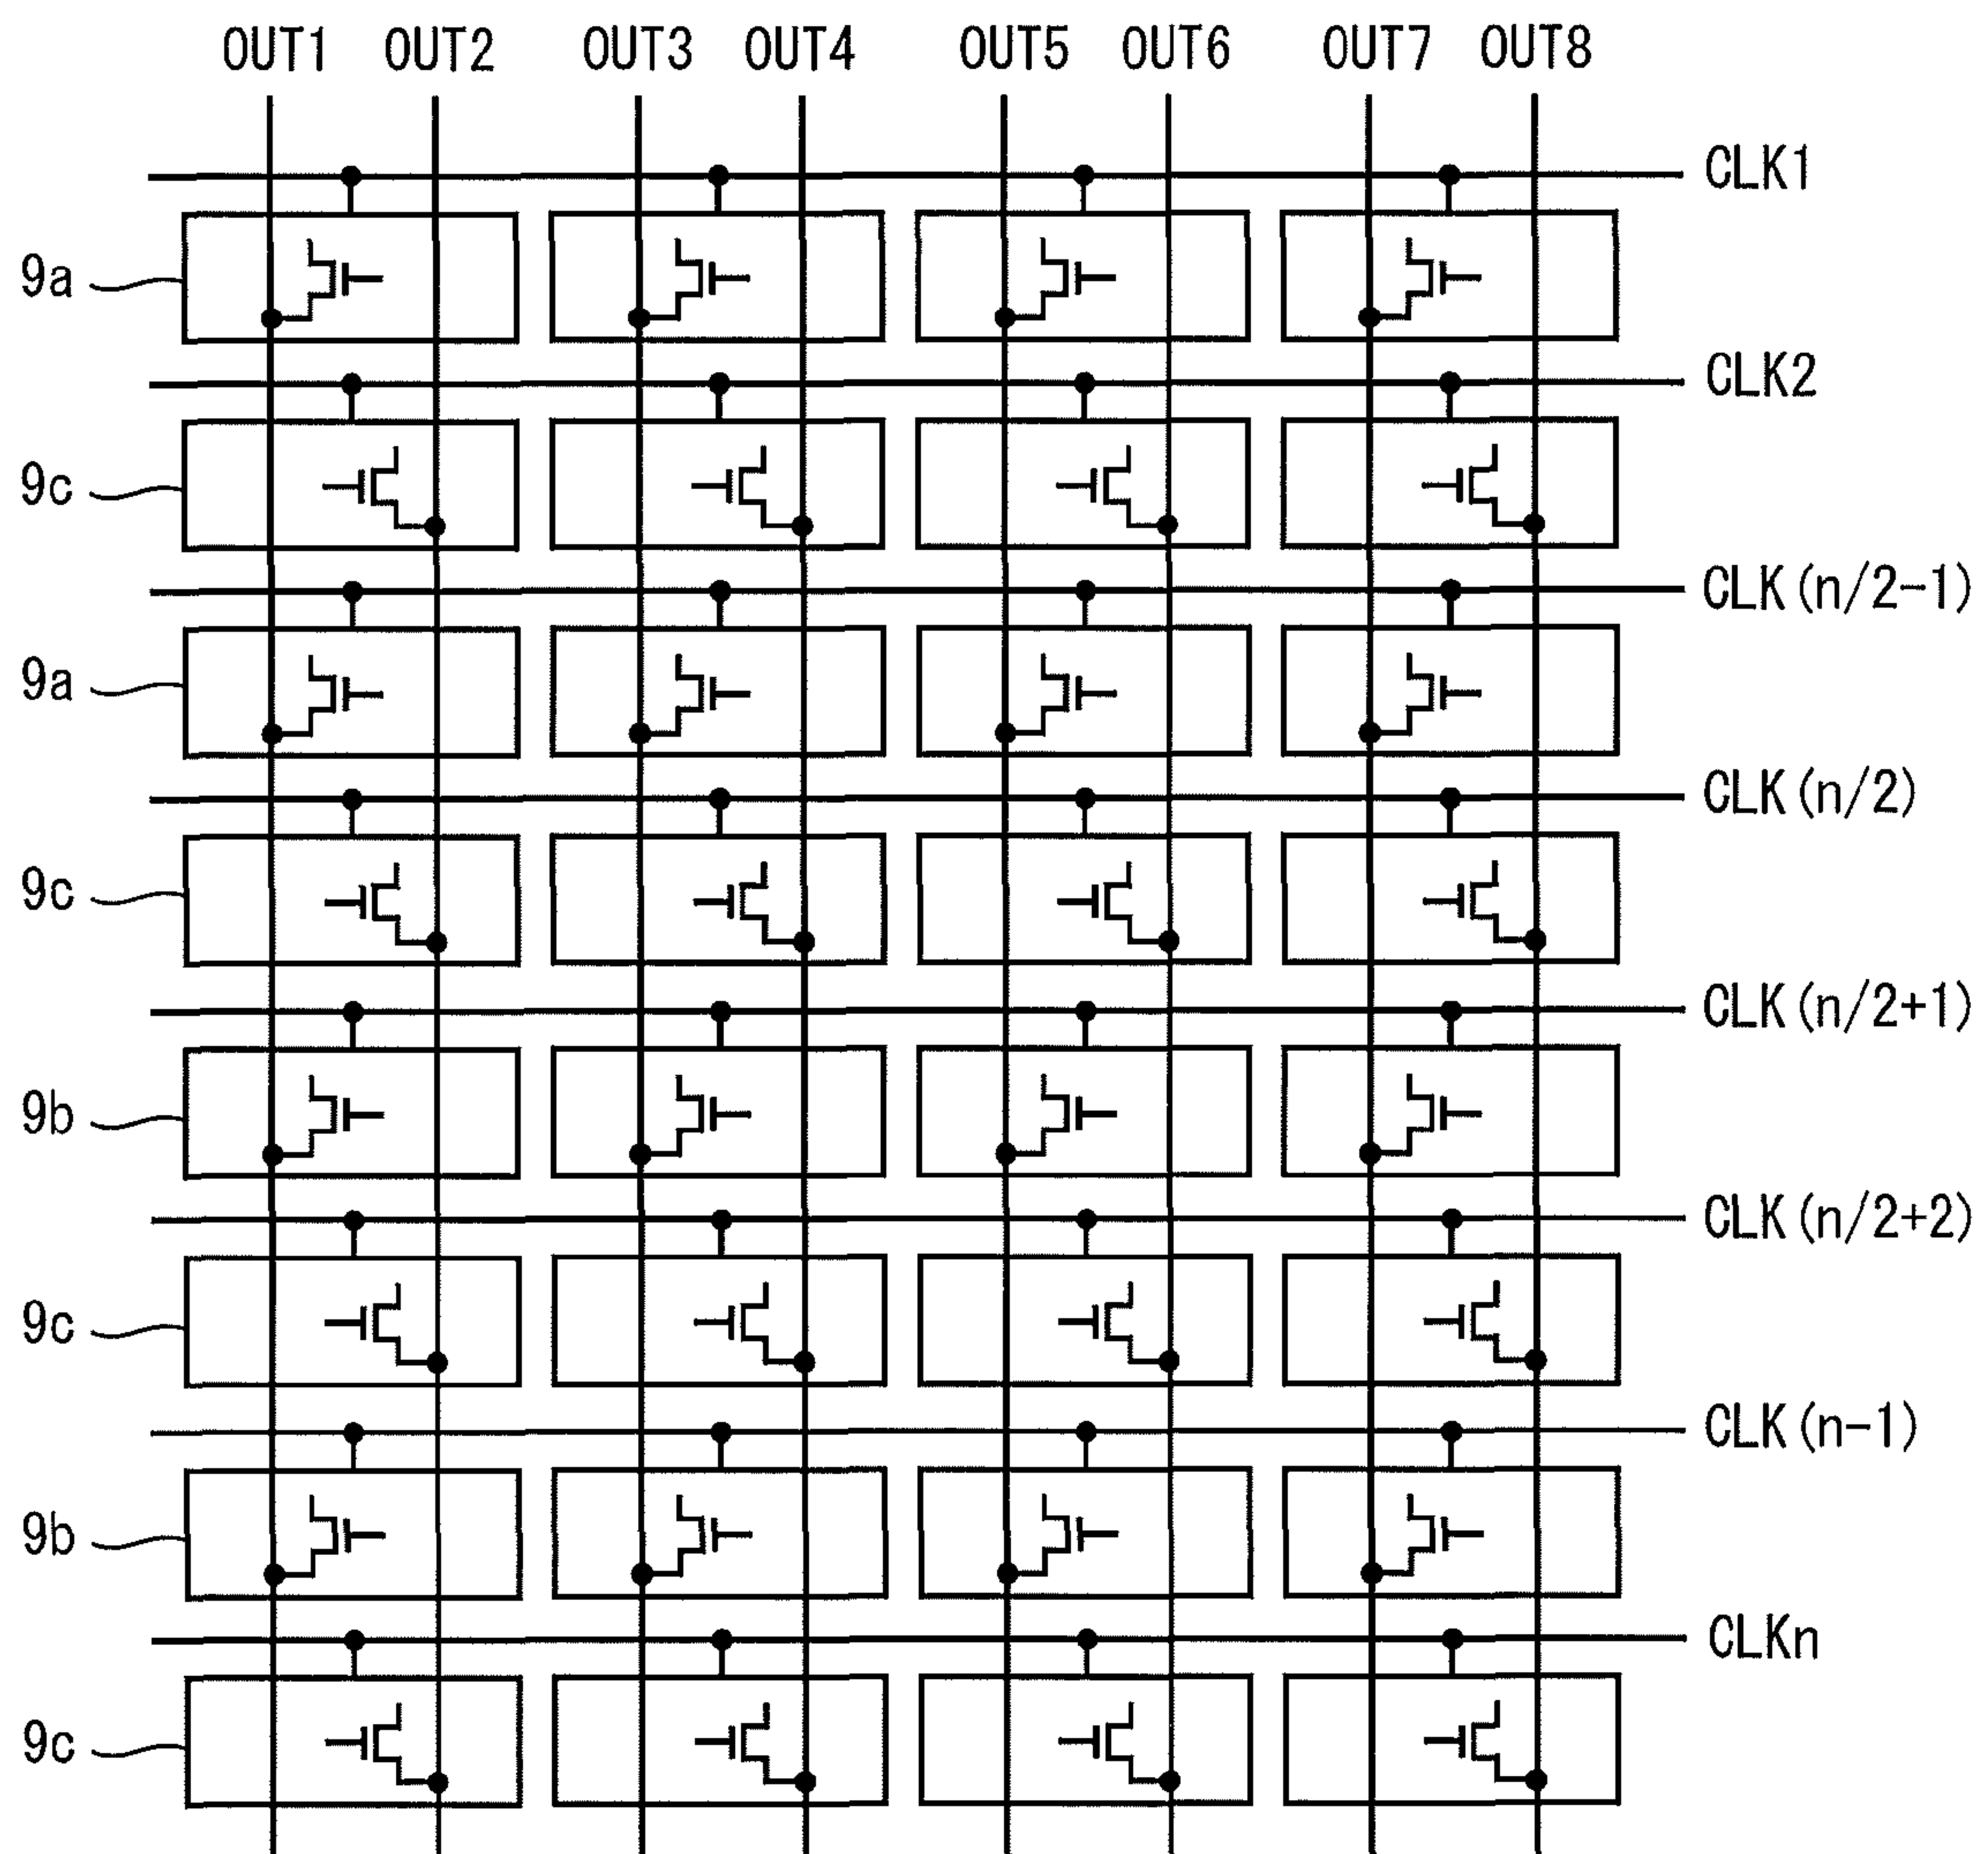 OUT1 OUT2 OUT3 OUT4 OUT5 OUT6 OUT7 OUT8
CLK1
9a
CLK2
9c
CLK(n/2-1)
9a
CLK(n/2)
9c
CLK(n/2+1)
9b
CLK(n/2+2)
9c
CLK(n-1)
9b
CLKn
9c